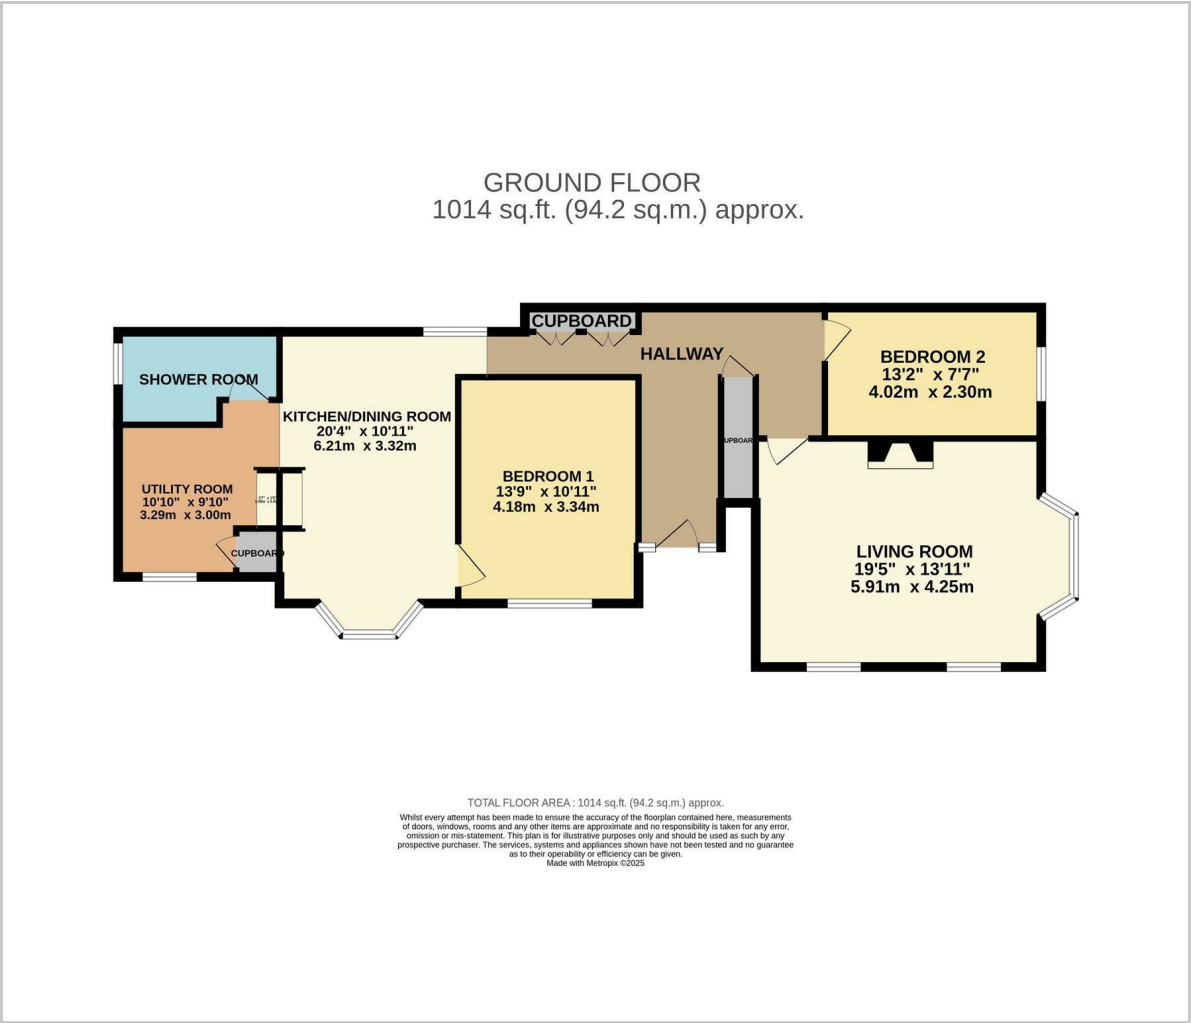 GROUND FLOOR
1014 sq.ft. (94.2 sq.m.) approx.
CUPBOARD
HALLWAY
BEDROOM 2
13'2" x 7'7"
4.02m x 2.30m
SHOWER ROOM
KITCHEN/DINING ROOM
20'4" x 10'11"
6.21m x 3.32m
UPBOAR
BEDROOM 1
13'9" x 10'11"
4.18m x 3.34m
UTILITY ROOM
10'10" x 9'10"
3.29m x 3.00m
CUPBOARD
LIVING ROOM
19'5" x 13'11"
5.91m x 4.25m
TOTAL FLOOR AREA : 1014 sq.ft. (94.2 sq.m.) approx.
Whilst every attempt has been made to ensure the accuracy of the floorplan contained here, measurements
of doors, windows, rooms and any other items are approximate and no responsibility is taken for any error,
omission or mis-statement. This plan is for illustrative purposes only and should be used as such by any
prospective purchaser. The services, systems and appliances shown have not been tested and no guarantee
as to their operability or efficiency can be given.
Made with Metropix ©2025